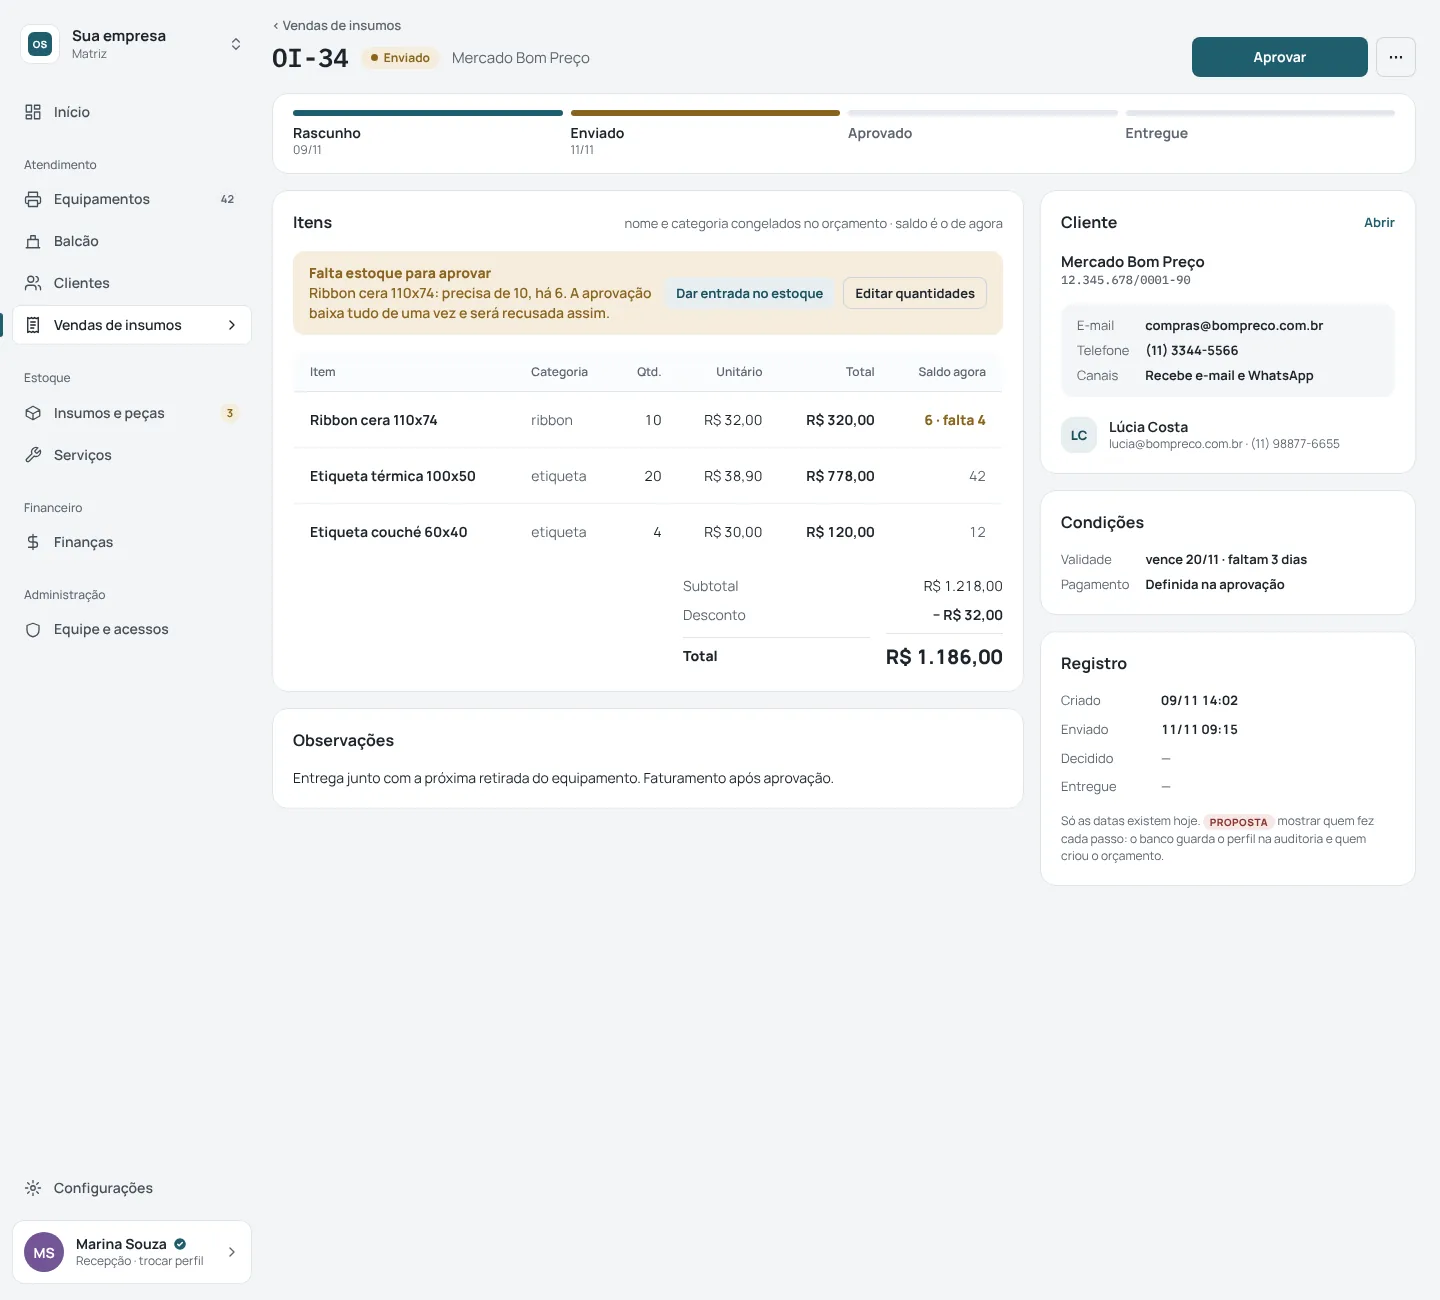 OS
Sua empresa
Matriz
Início
Atendimento
Equipamentos 42
Balcão
Clientes
Vendas de insumos
Estoque
Insumos e peças 3
Serviços
Financeiro
Finanças
Administração
Equipe e acessos
Configurações
MS
Marina Souza
Recepção · trocar perfil
‹ Vendas de insumos
OI-34 Enviado Mercado Bom Preço
Aprovar
Rascunho
09/11
Enviado
11/11
Aprovado
Entregue
Itens
nome e categoria congelados no orçamento · saldo é o de agora
Falta estoque para aprovar
Ribbon cera 110x74: precisa de 10, há 6. A aprovação
baixa tudo de uma vez e será recusada assim.
Dar entrada no estoque
Editar quantidades
Item Categoria Qtd. Unitário Total Saldo agora
Ribbon cera 110x74 ribbon 10 R$ 32,00 R$ 320,00 6 · falta 4
Etiqueta térmica 100x50 etiqueta 20 R$ 38,90 R$ 778,00 42
Etiqueta couché 60x40 etiqueta 4 R$ 30,00 R$ 120,00 12
Subtotal R$ 1.218,00
Desconto − R$ 32,00
Total R$ 1.186,00
Observações
Entrega junto com a próxima retirada do equipamento. Faturamento após aprovação.
Cliente Abrir
Mercado Bom Preço
12.345.678/0001-90
E-mail compras@bompreco.com.br
Telefone (11) 3344-5566
Canais Recebe e-mail e WhatsApp
LC
Lúcia Costa
lucia@bompreco.com.br · (11) 98877-6655
Condições
Validade vence 20/11 · faltam 3 dias
Pagamento Definida na aprovação
Registro
Criado 09/11 14:02
Enviado 11/11 09:15
Decidido —
Entregue —
Só as datas existem hoje. PROPOSTA mostrar quem fez
cada passo: o banco guarda o perfil na auditoria e quem
criou o orçamento.